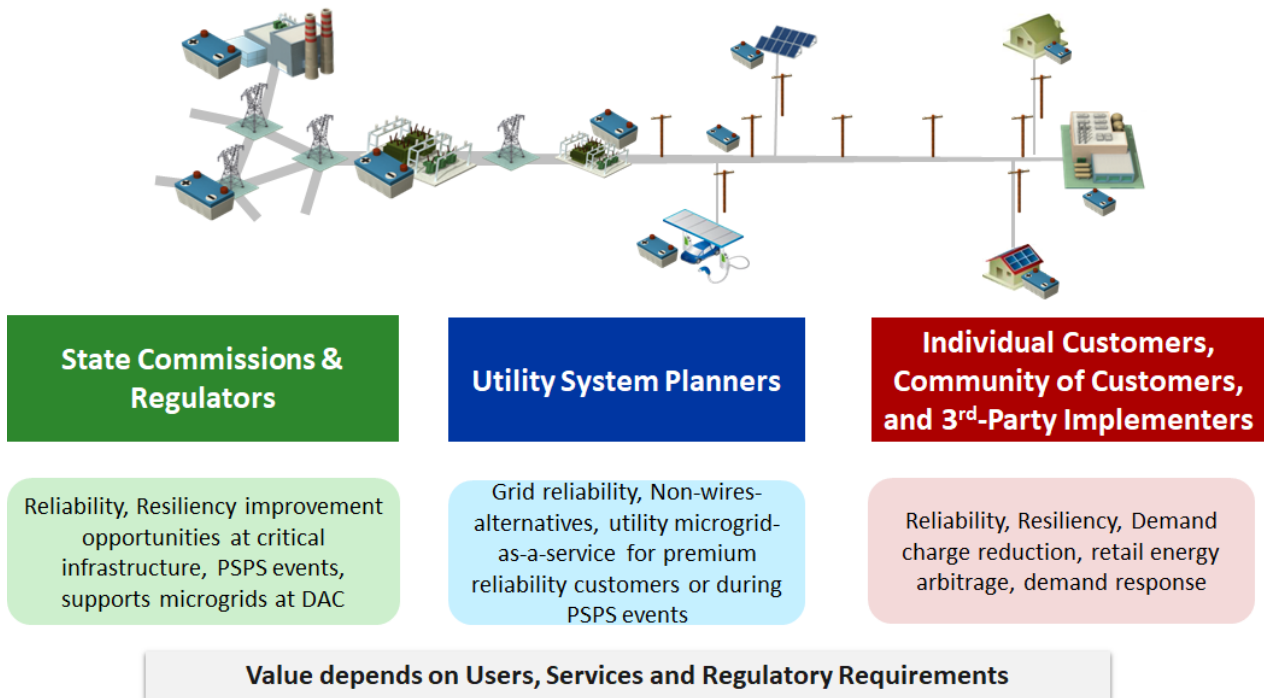 State Commissions &
Regulators
Utility System Planners
Individual Customers,
Community of Customers,
and 3rd-Party Implementers
Reliability, Resiliency improvement
opportunities at critical
infrastructure, PSPS events,
supports microgrids at DAC
Grid reliability, Non-wires-
alternatives, utility microgrid-
as-a-service for premium
reliability customers or during
PSPS events
Reliability, Resiliency, Demand
charge reduction, retail energy
arbitrage, demand response
Value depends on Users, Services and Regulatory Requirements